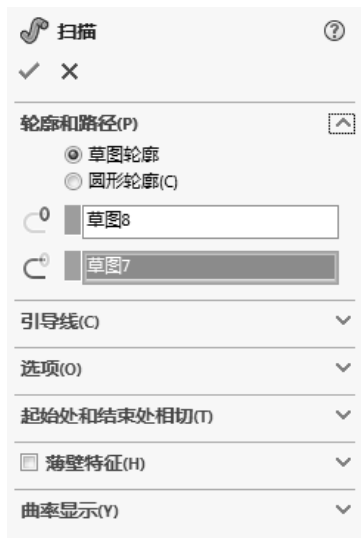 扫描
轮廓和路径(P)
草图轮廓
圆形轮廓(C)
草图8
草图7
引导线(C)
选项(O)
起始处和结束处相切(T)
薄壁特征(H)
曲率显示(Y)